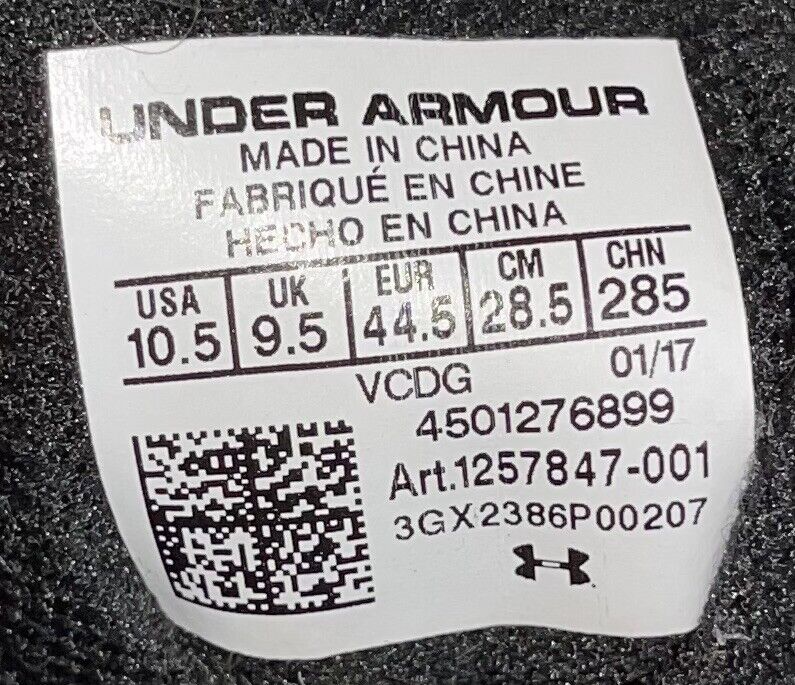 UNDER ARMOUR
MADE IN CHINA
FABRIQUÉ EN CHINE
HECHO EN CHINA
USA UK EUR CM CHN
10.5 9.5 44.5 28.5 285
VCDG 01/17
4501276899
Art.1257847-001
3GX2386P00207